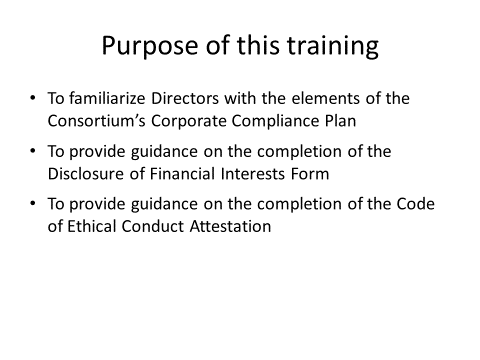 Purpose of this training
• To familiarize Directors with the elements of the
Consortium’s Corporate Compliance Plan
• To provide guidance on the completion of the
Disclosure of Financial Interests Form
• To provide guidance on the completion of the Code
of Ethical Conduct Attestation